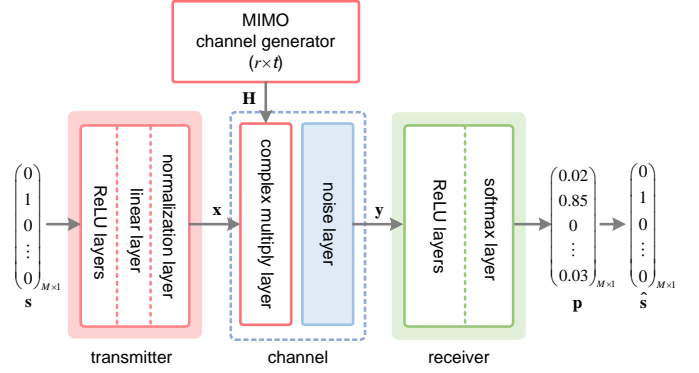 MIMO
channel generator
(r×t)
H
0
1
0
⋮
0
M×1
s
ReLU layers
linear layer
normalization layer
transmitter
x
complex multiply layer
noise layer
channel
y
ReLU layers
softmax layer
receiver
0.02
0.85
0
⋮
0.03
M×1
p
0
1
0
⋮
0
M×1
ŝ